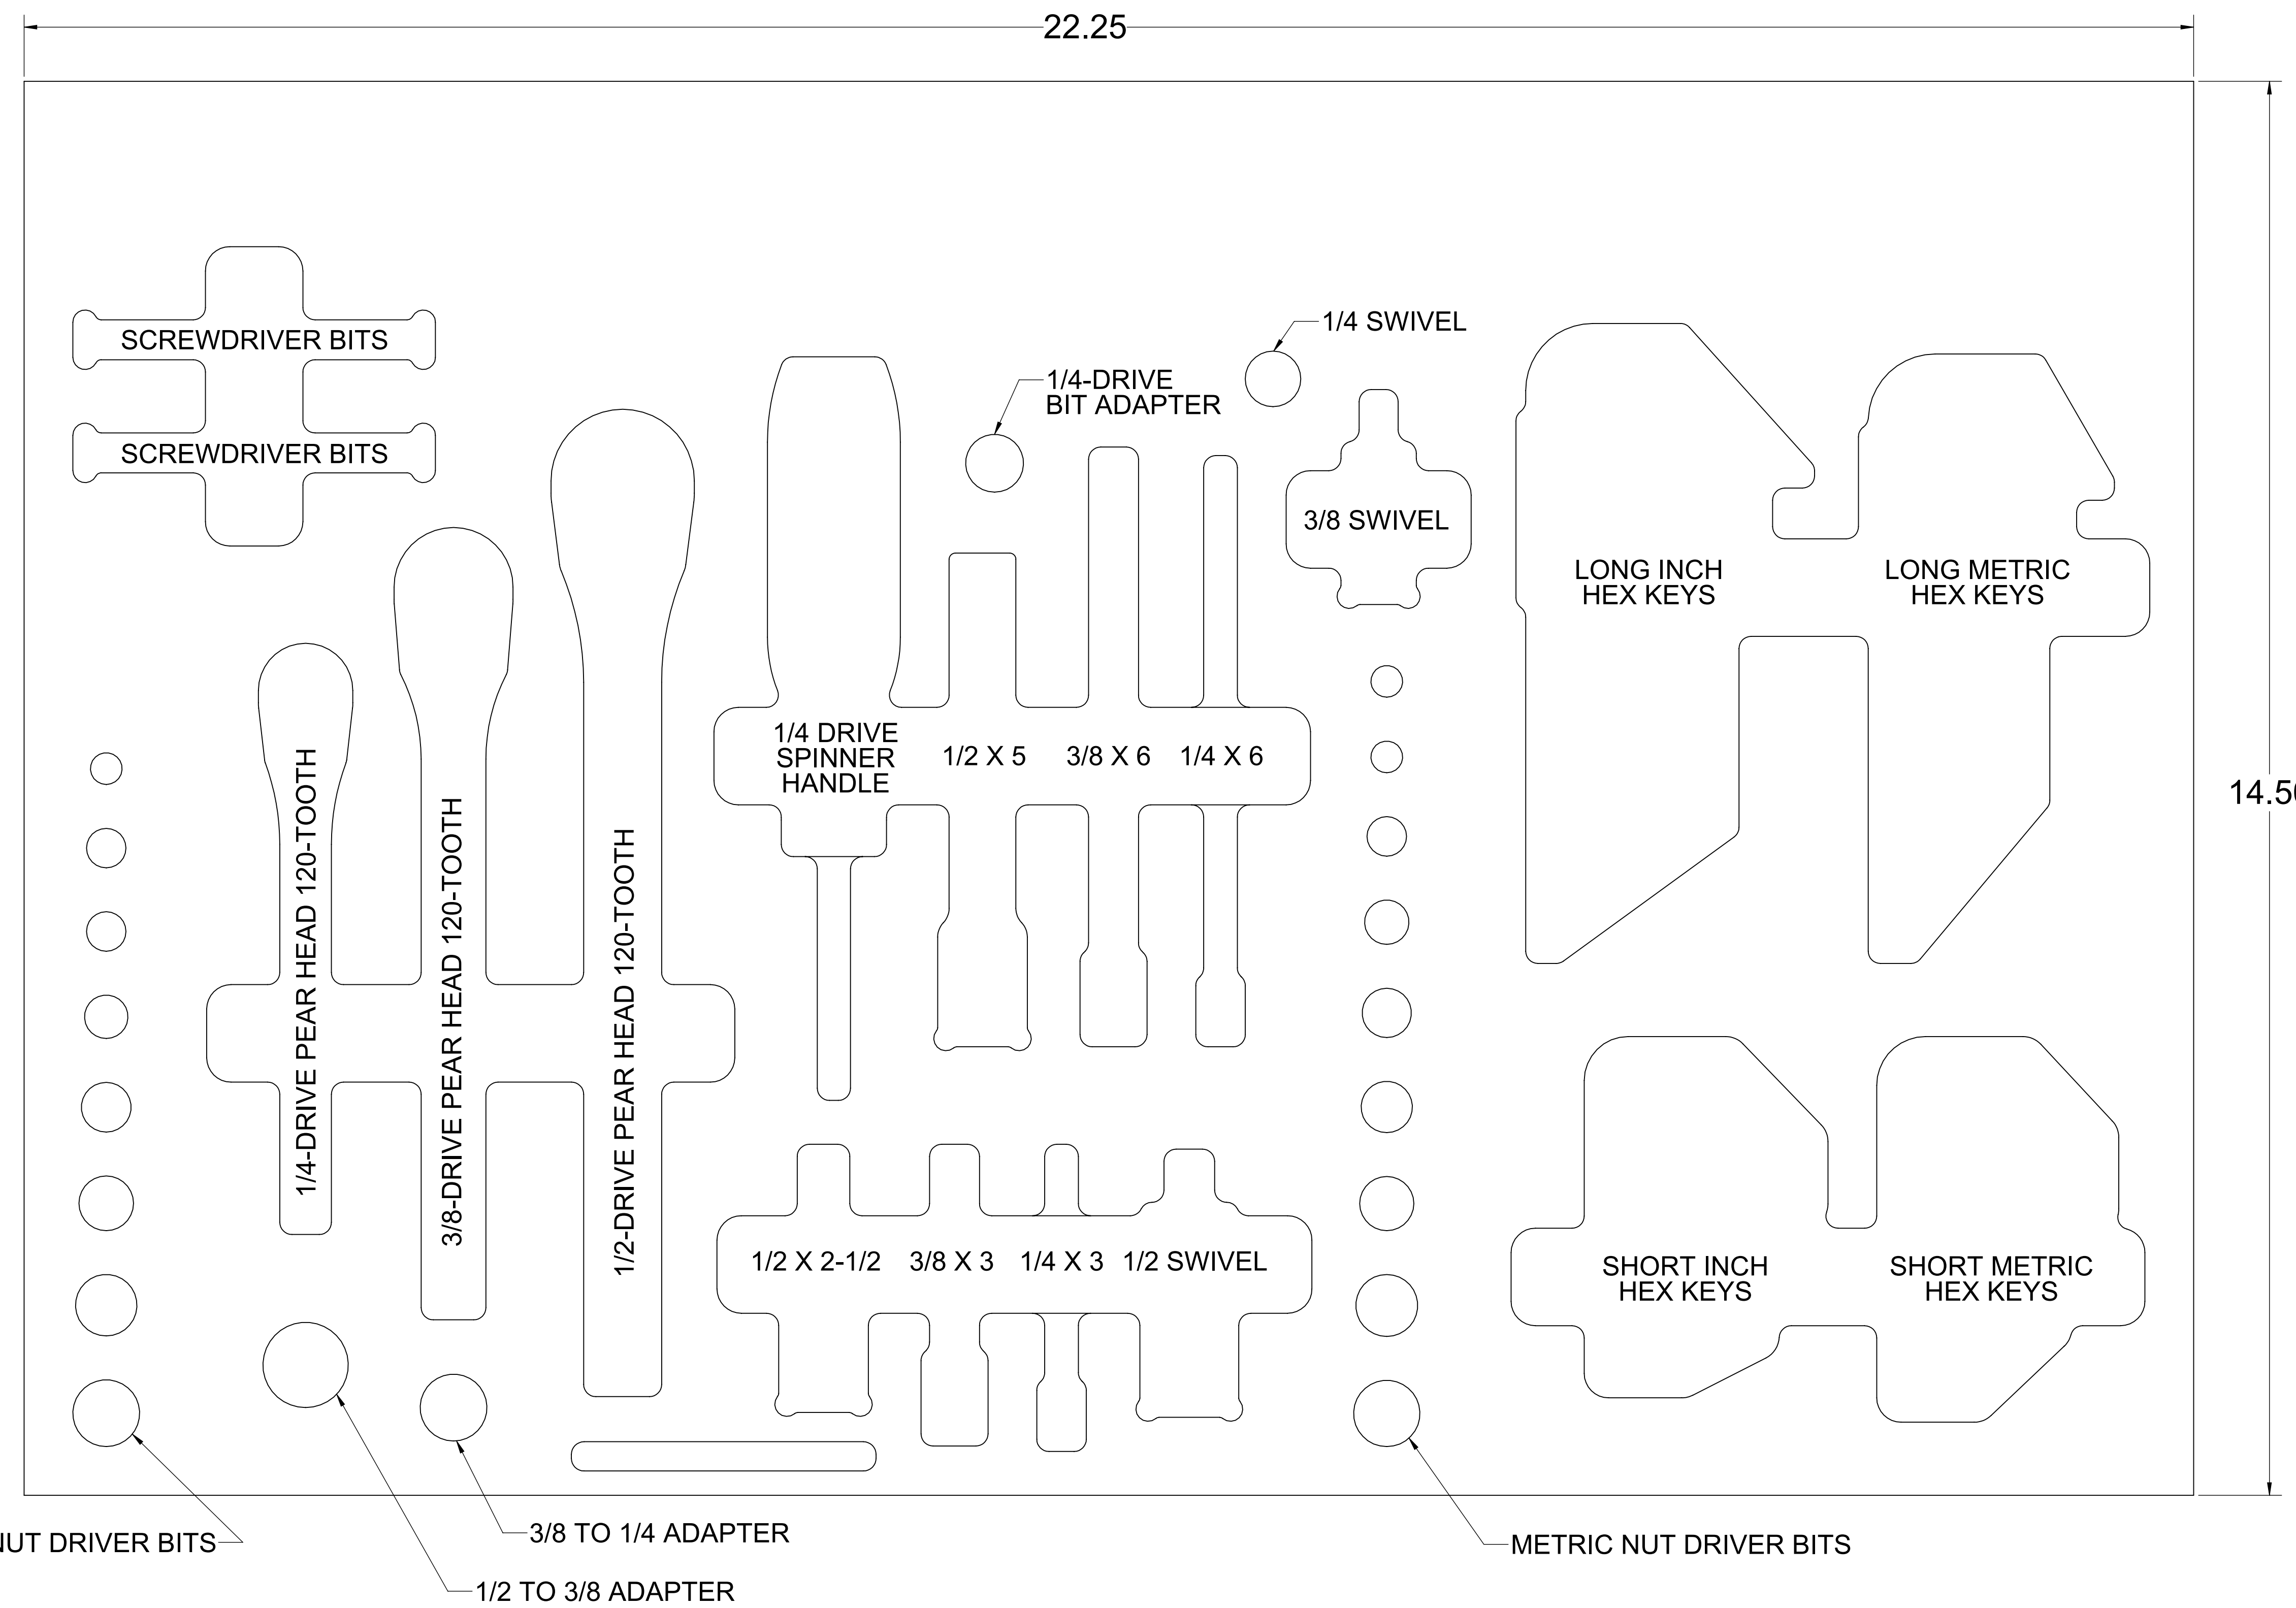 22.25
1/4 SWIVEL
SCREWDRIVER BITS
1/4-DRIVE
BIT ADAPTER
SCREWDRIVER BITS
3/8 SWIVEL
LONG INCH
HEX KEYS
LONG METRIC
HEX KEYS
1/4 DRIVE
SPINNER
HANDLE
1/2 X 5
3/8 X 6
1/4 X 6
1/4-DRIVE PEAR HEAD 120-TOOTH
3/8-DRIVE PEAR HEAD 120-TOOTH
1/2-DRIVE PEAR HEAD 120-TOOTH
1/2 X 2-1/2
3/8 X 3
1/4 X 3
1/2 SWIVEL
SHORT INCH
HEX KEYS
SHORT METRIC
HEX KEYS
DRIVER BITS
3/8 TO 1/4 ADAPTER
METRIC NUT DRIVER BITS
1/2 TO 3/8 ADAPTER